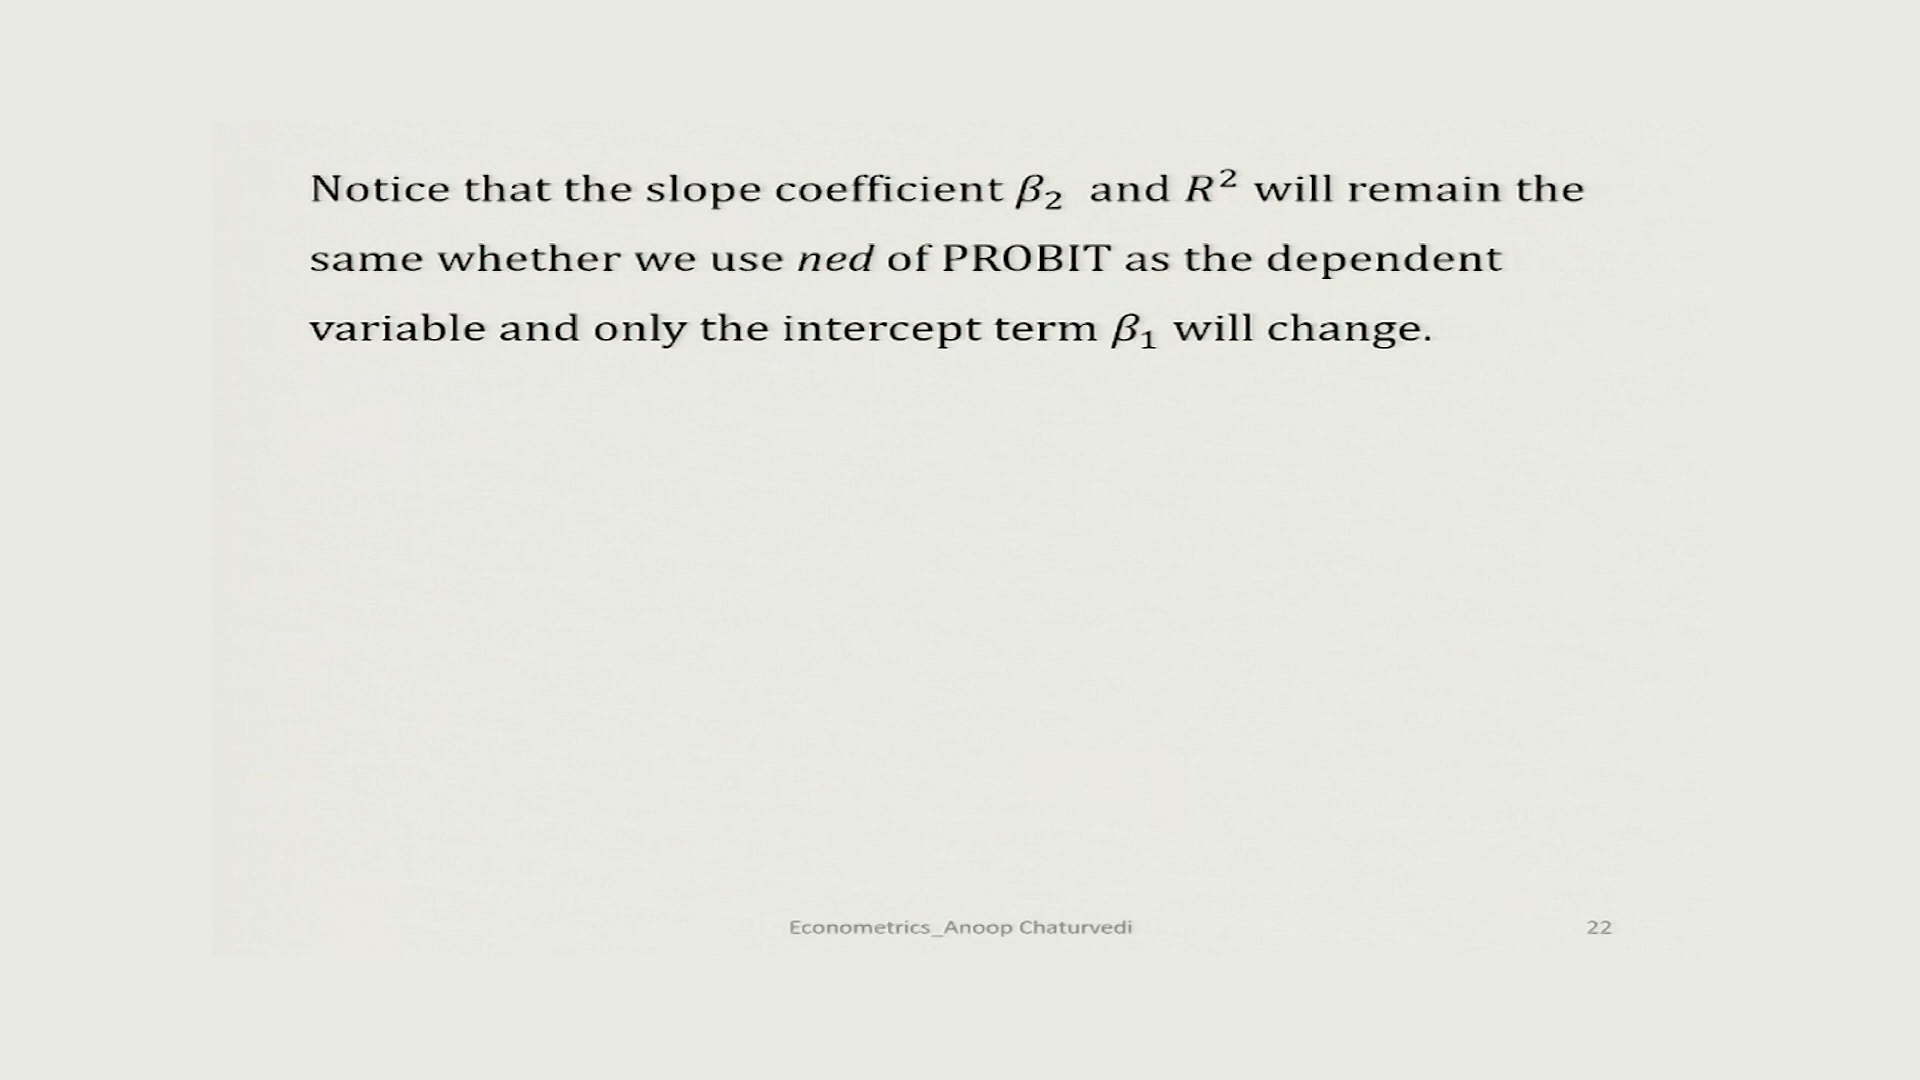 Notice that the slope coefficient β₂ and R² will remain the
same whether we use ned of PROBIT as the dependent
variable and only the intercept term β₁ will change.
Econometrics_Anoop Chaturvedi
22